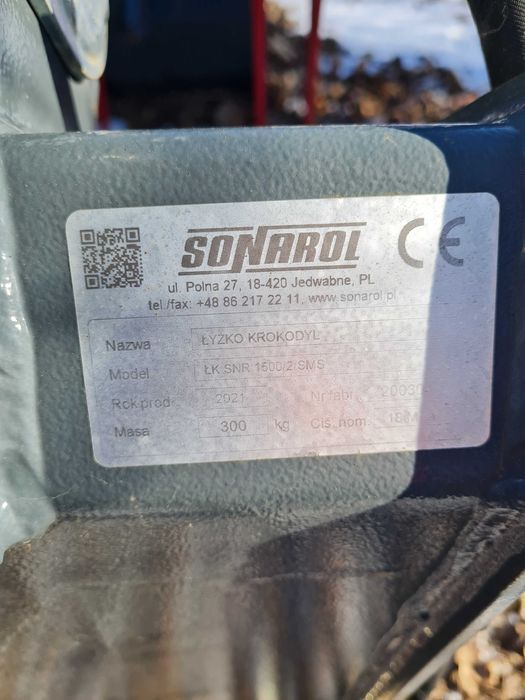 SONAROL CE
ul. Polna 27, 18-420 Jedwabne, PL
tel./fax: +48 86 217 22 11, www.sonarol.pl
Nazwa ŁYŻKO KROKODYL
Model ŁK SNR 1500/2/SMS
Rok prod. 2021 Nr fabr.
Masa 300 kg Ciś. nom.